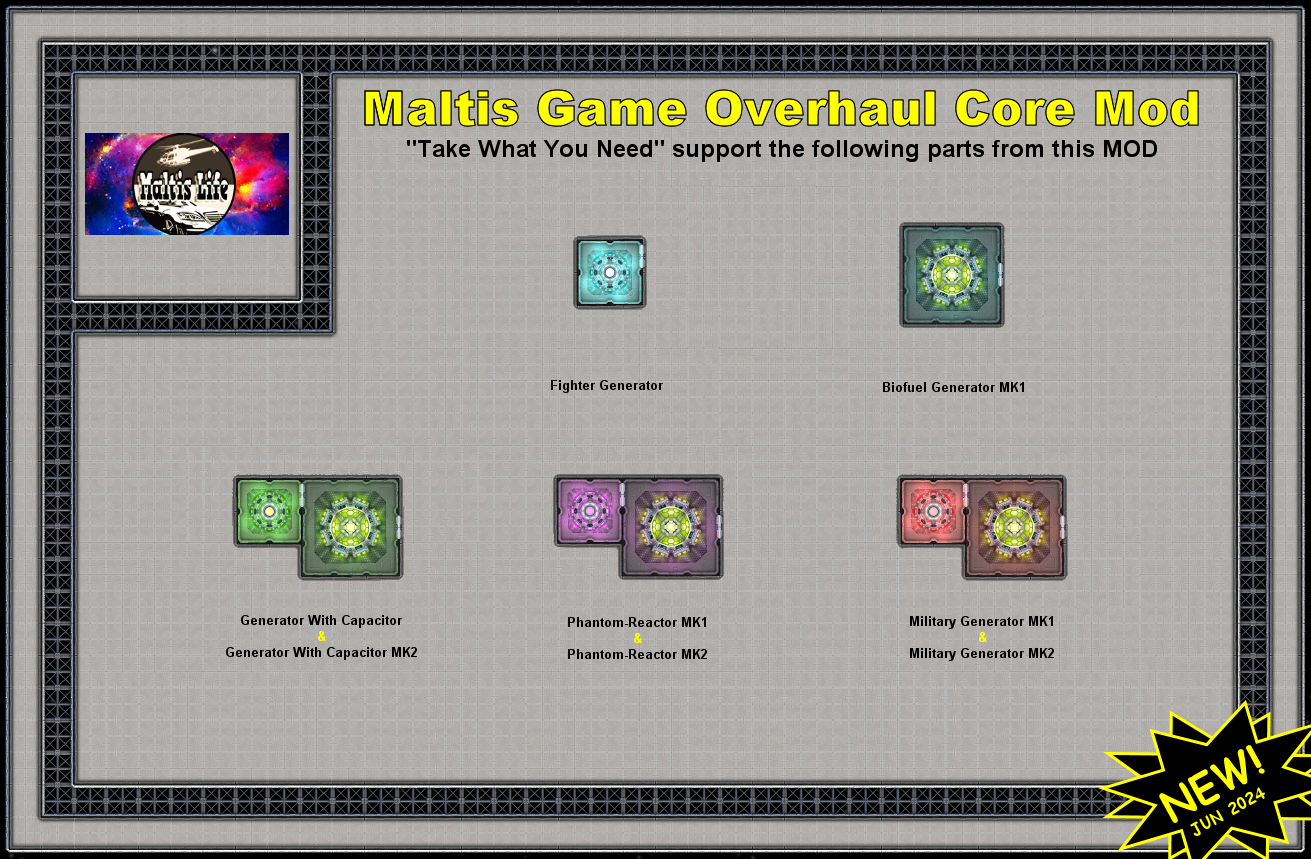 Maltis Game Overhaul Core Mod
"Take What You Need" support the following parts from this MOD
Maltis Life
Fighter Generator
Biofuel Generator MK1
Generator With Capacitor
&
Generator With Capacitor MK2
Phantom-Reactor MK1
&
Phantom-Reactor MK2
Military Generator MK1
&
Military Generator MK2
NEW!
JUN 2024